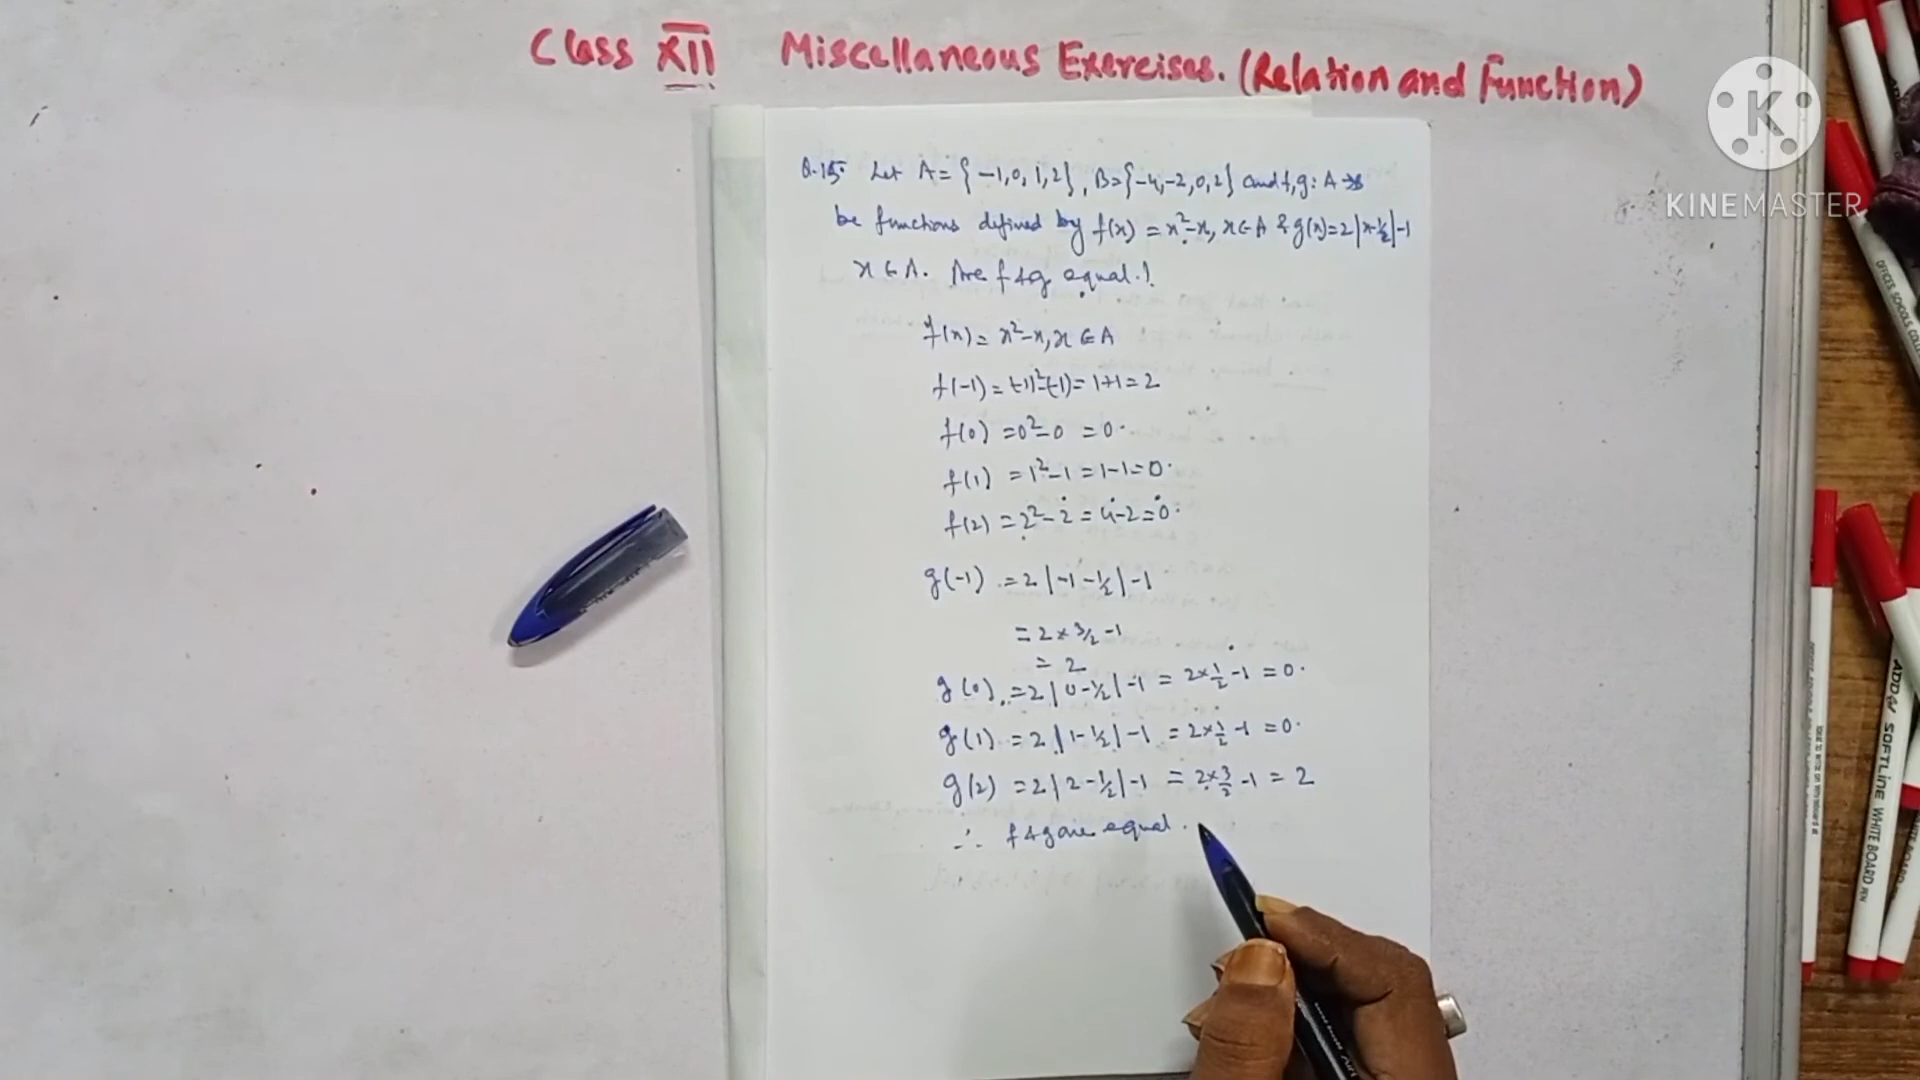 Class XII Miscellaneous Exercises. (Relation and Function)
KINEMASTER
Q.15. Let A = {-1,0,1,2}, B={-4,-2,0,2} and f,g: A→B
be functions defined by f(x) = x²-x, x∈A & g(x)=2|x-1/2|-1
x∈A. Are f & g equal.?
f(x) = x²-x, x∈A
f(-1) = (-1)²-(-1) = 1+1 = 2
f(0) = 0²-0 = 0.
f(1) = 1²-1 = 1-1=0.
f(2) = 2²-2 = 4-2=0.
g(-1) = 2|-1-1/2|-1
= 2×3/2-1
= 2
g(0) = 2|0-1/2|-1 = 2×1/2-1 = 0.
g(1) = 2|1-1/2|-1 = 2×1/2-1 = 0.
g(2) = 2|2-1/2|-1 = 2×3/2-1 = 2
∴ f & g are equal.
ADD
SOFTLINE WHITE BOARD